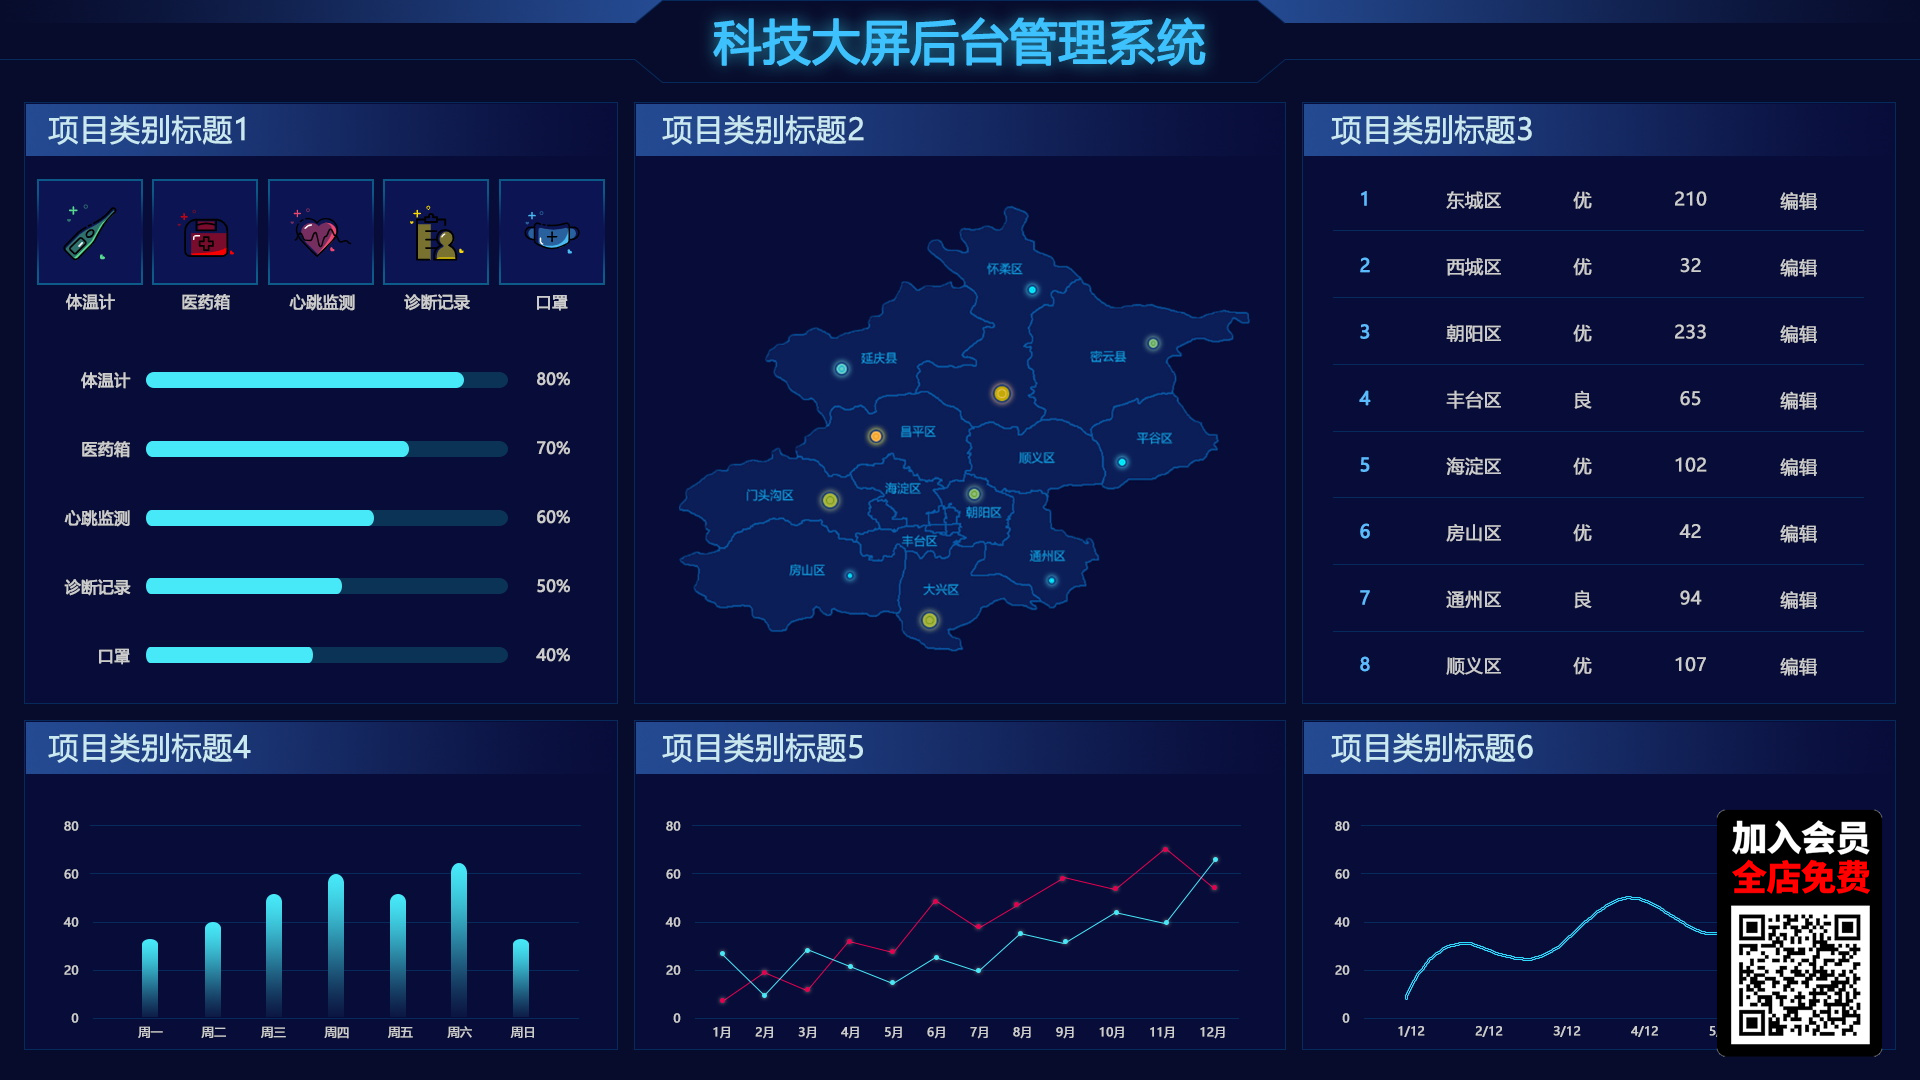 科技大屏后台管理系统
项目类别标题1
体温计 医药箱 心跳监测 诊断记录 口罩
体温计 80%
医药箱 70%
心跳监测 60%
诊断记录 50%
口罩 40%
项目类别标题2
怀柔区
延庆县
密云县
昌平区
平谷区
顺义区
门头沟区
海淀区
朝阳区
丰台区
通州区
房山区
大兴区
项目类别标题3
1 东城区 优 210 编辑
2 西城区 优 32 编辑
3 朝阳区 优 233 编辑
4 丰台区 良 65 编辑
5 海淀区 优 102 编辑
6 房山区 优 42 编辑
7 通州区 良 94 编辑
8 顺义区 优 107 编辑
项目类别标题4
80
60
40
20
0
周一 周二 周三 周四 周五 周六 周日
项目类别标题5
80
60
40
20
0
1月 2月 3月 4月 5月 6月 7月 8月 9月 10月 11月 12月
项目类别标题6
80
60
40
20
0
1/12 2/12 3/12 4/12
加入会员
全店免费